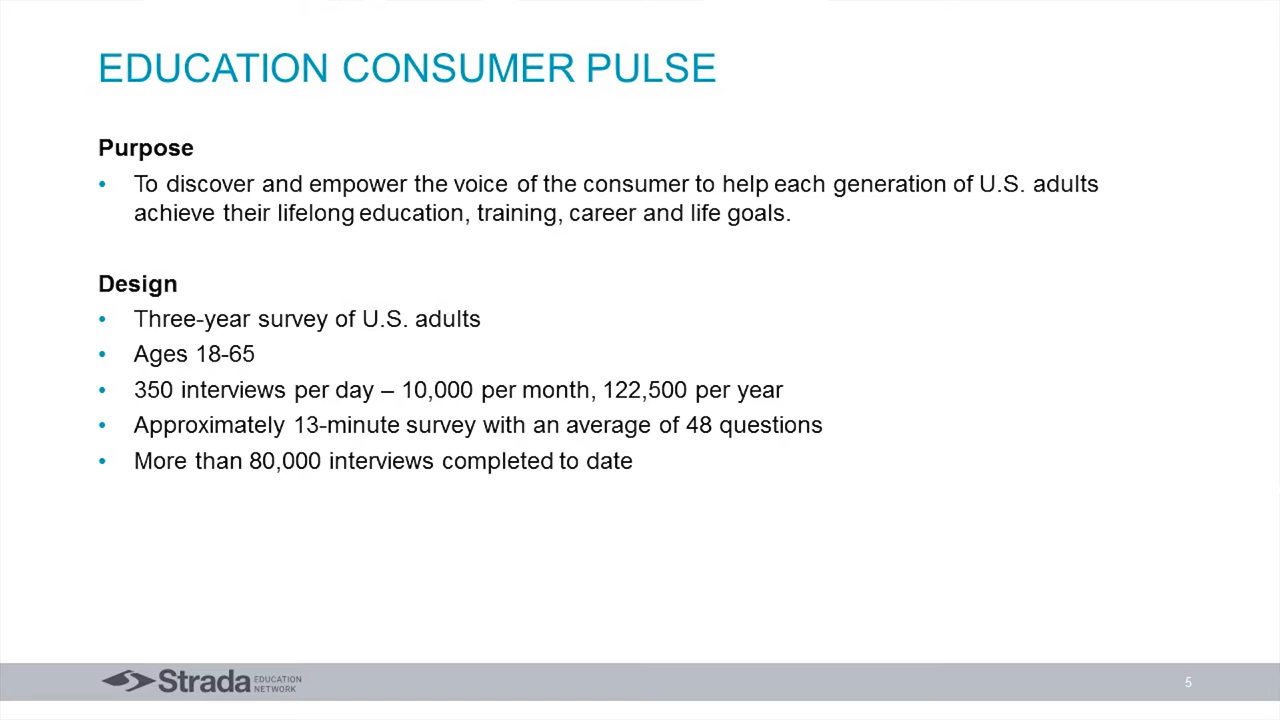 EDUCATION CONSUMER PULSE
Purpose
• To discover and empower the voice of the consumer to help each generation of U.S. adults
achieve their lifelong education, training, career and life goals.
Design
• Three-year survey of U.S. adults
• Ages 18-65
• 350 interviews per day – 10,000 per month, 122,500 per year
• Approximately 13-minute survey with an average of 48 questions
• More than 80,000 interviews completed to date
Strada EDUCATION
NETWORK
5